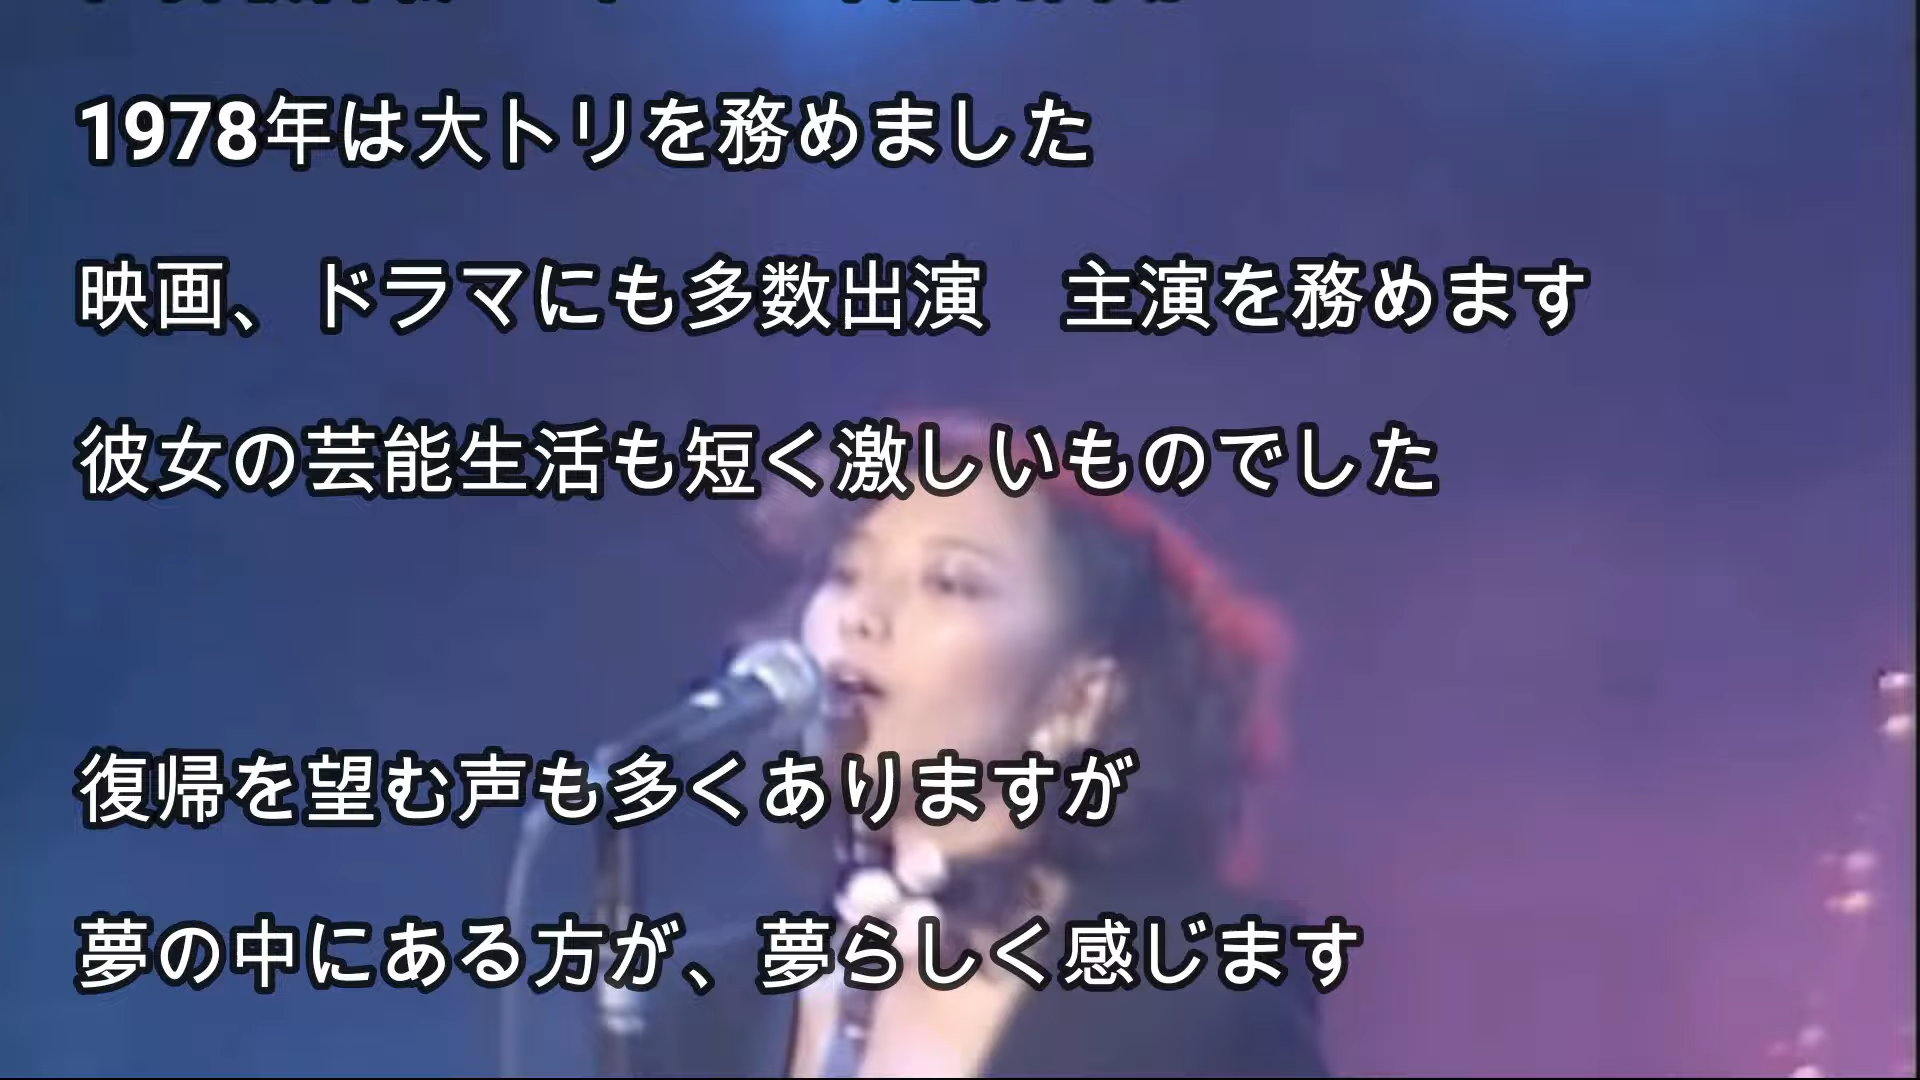 1978年は大トリを務めました
映画、ドラマにも多数出演　主演を務めます
彼女の芸能生活も短く激しいものでした
復帰を望む声も多くありますが
夢の中にある方が、夢らしく感じます